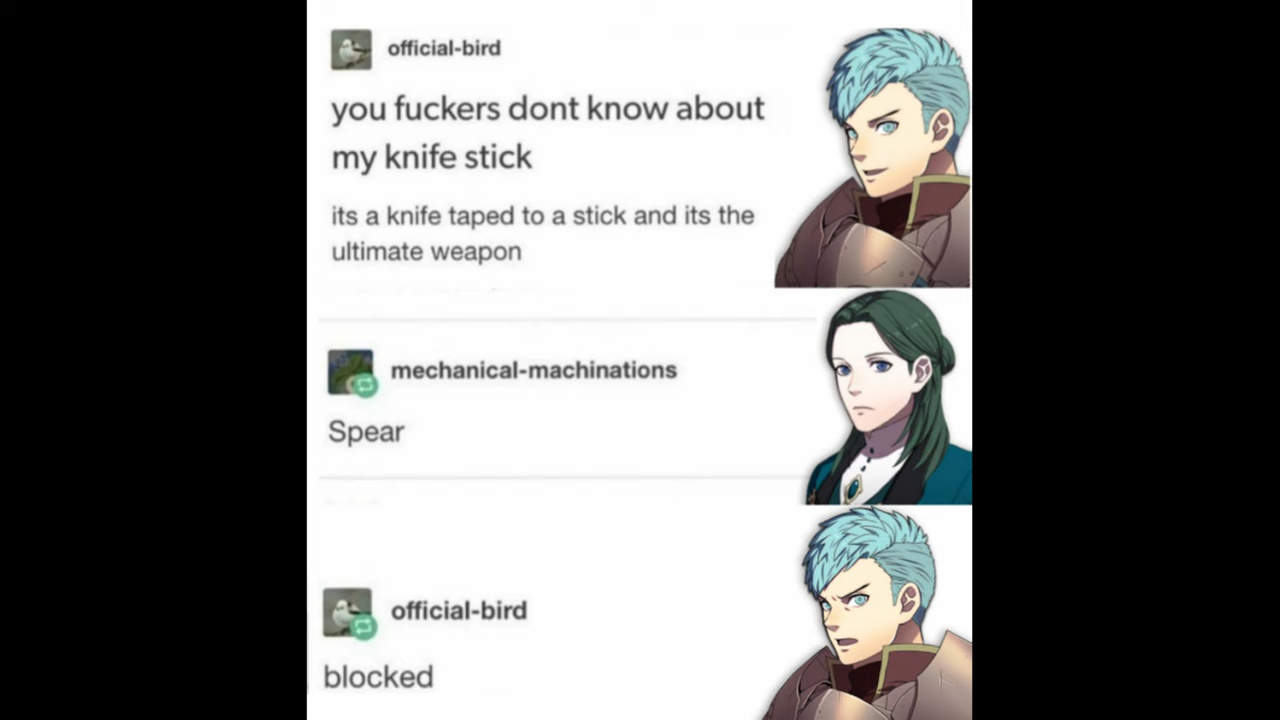 official-bird
you fuckers dont know about
my knife stick
its a knife taped to a stick and its the
ultimate weapon
mechanical-machinations
Spear
official-bird
blocked